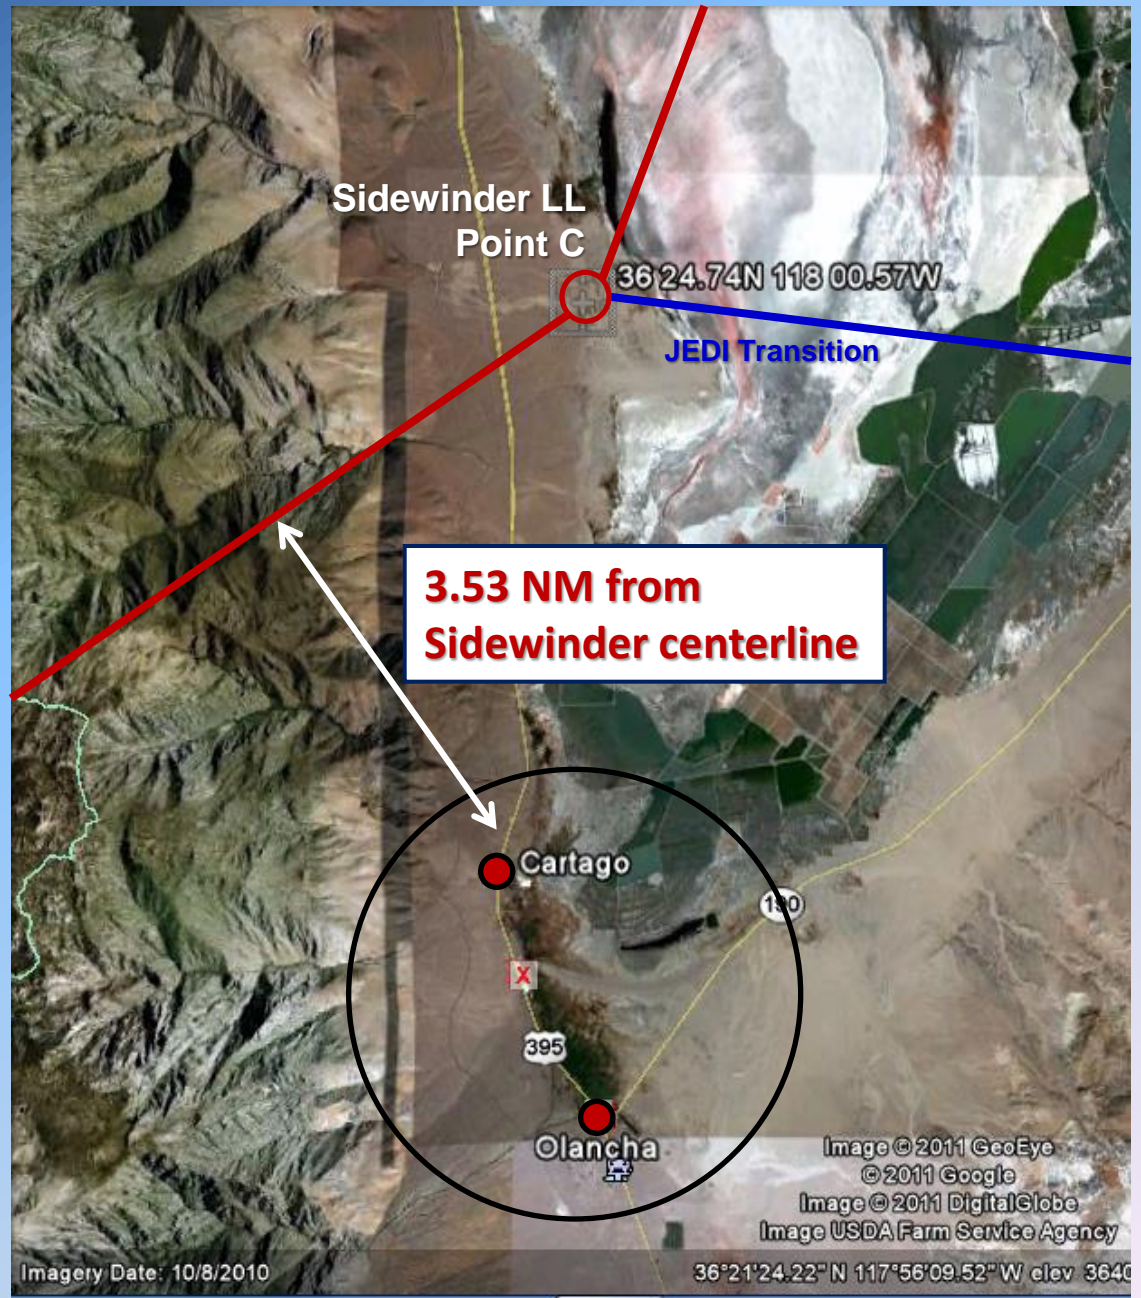 Sidewinder LL
Point C
36 24.74N 118 00.57W
JEDI Transition
3.53 NM from
Sidewinder centerline
Cartago
190
X
395
Olancha
Image © 2011 GeoEye
© 2011 Google
Image © 2011 DigitalGlobe
Image USDA Farm Service Agency
Imagery Date: 10/8/2010
36°21'24.22" N 117°56'09.52" W elev 3640